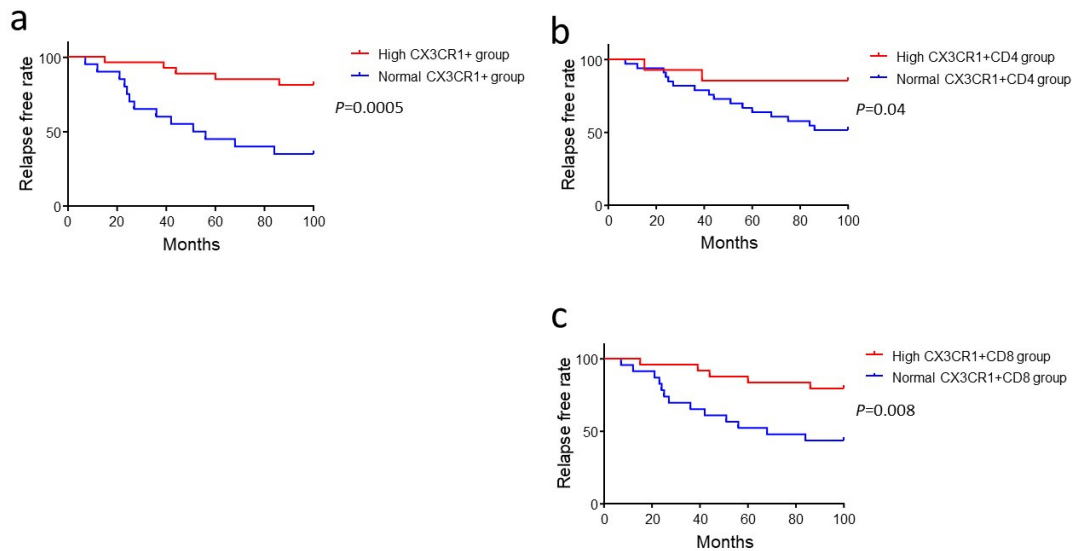 a
High CX3CR1+ group
Normal CX3CR1+ group
P=0.0005
Relapse free rate
100
50
0
0 20 40 60 80 100
Months
b
High CX3CR1+CD4 group
Normal CX3CR1+CD4 group
P=0.04
Relapse free rate
100
50
0
0 20 40 60 80 100
Months
c
High CX3CR1+CD8 group
Normal CX3CR1+CD8 group
P=0.008
Relapse free rate
100
50
0
0 20 40 60 80 100
Months